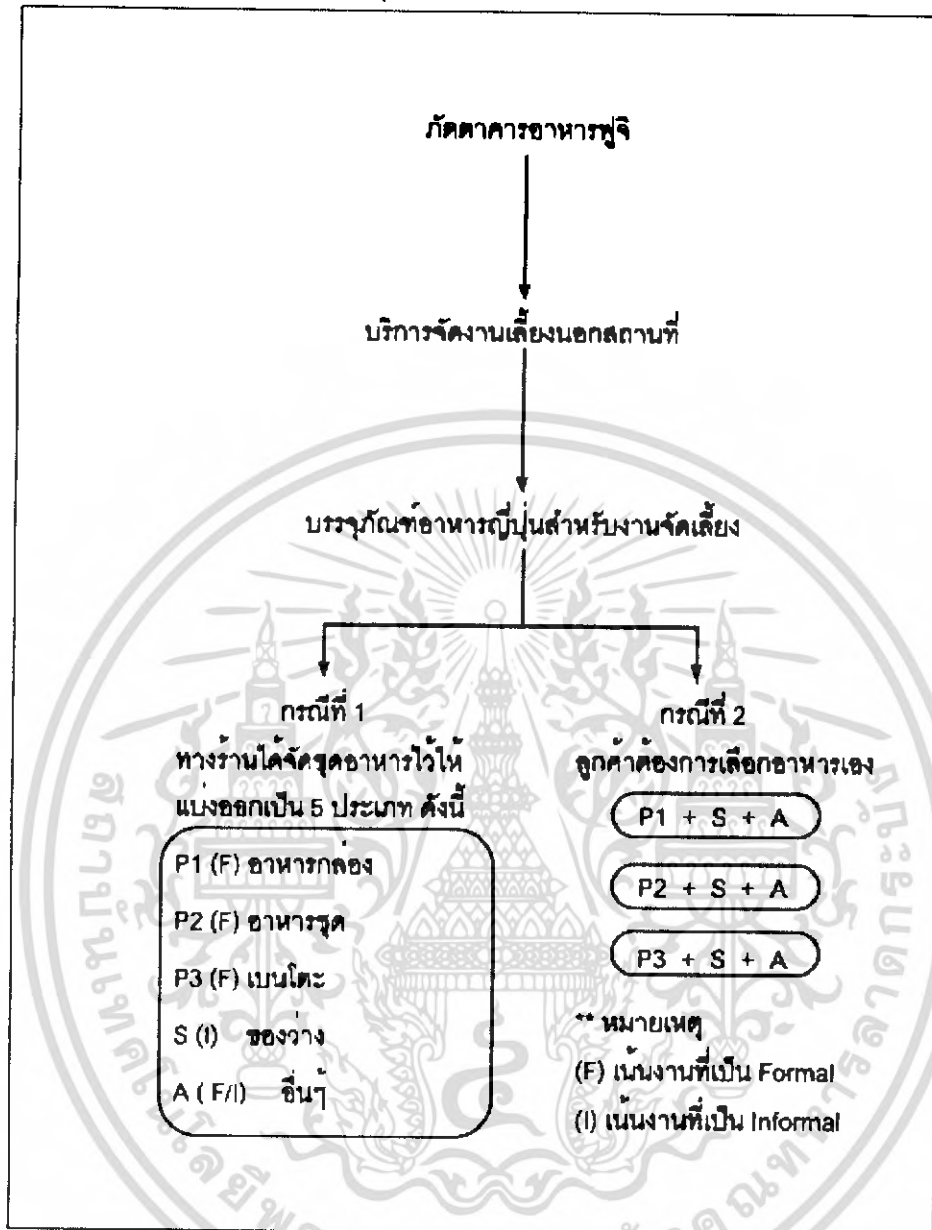 ภัตตาคารอาหารฟูจิ
บริการจัดงานเลี้ยงนอกสถานที่
บรรจุภัณฑ์อาหารญี่ปุ่นสำหรับงานจัดเลี้ยง
กรณีที่ 1
ทางร้านได้จัดชุดอาหารไว้ให้
แบ่งออกเป็น 5 ประเภท ดังนี้
P1 (F) อาหารกล่อง
P2 (F) อาหารชุด
P3 (F) เบนโตะ
S (I) ของว่าง
A ( F/I) อื่นๆ
กรณีที่ 2
ลูกค้าต้องการเลือกอาหารเอง
P1 + S + A
P2 + S + A
P3 + S + A
** หมายเหตุ
(F) เน้นงานที่เป็น Formal
(I) เน้นงานที่เป็น Informal